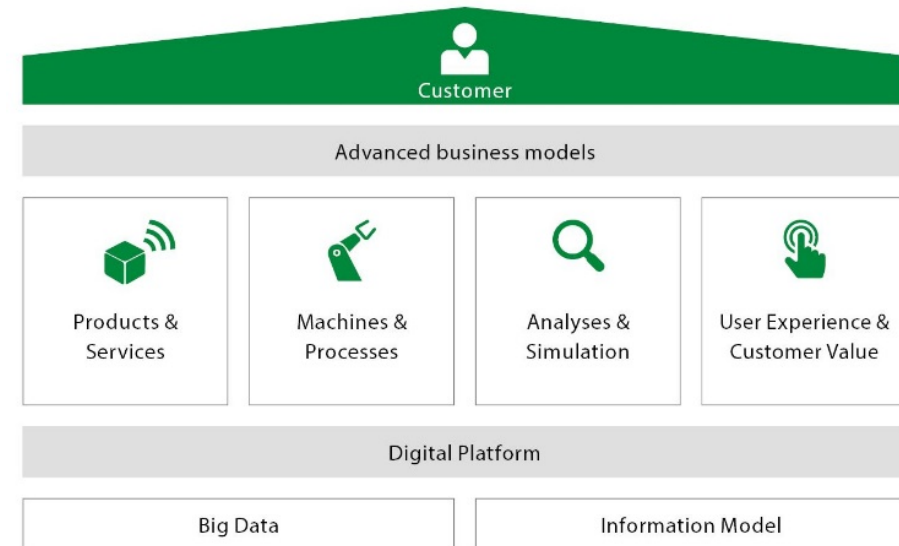 Customer
Advanced business models
Products &
Services
Machines &
Processes
Analyses &
Simulation
User Experience &
Customer Value
Digital Platform
Big Data
Information Model